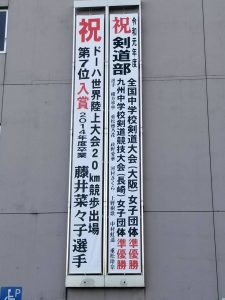 令和元年度
祝 剣道部
全国中学校剣道大会(大阪)女子団体準優勝
九州中学校剣道競技大会(長崎)女子団体準優勝
祝
ドーハ世界陸上大会20km競歩出場
第7位入賞
2014年度卒業
藤井菜々子選手